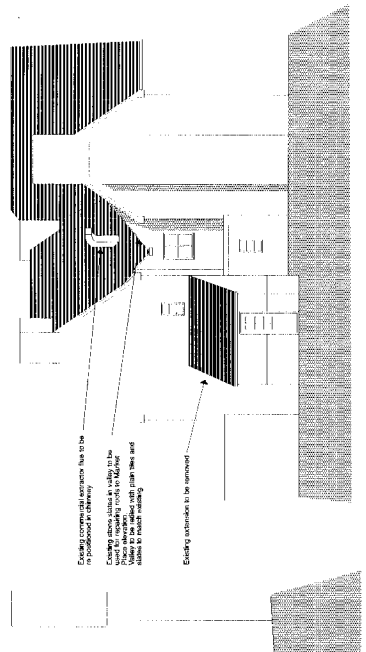 Existing commercial extractor flue to be
re positioned in chimney
Existing stone slates in valley to be
used for repairing roofs to Market
Place elevation
Valley to be retiled with plain tiles and
slates to match existing
Existing extension to be removed